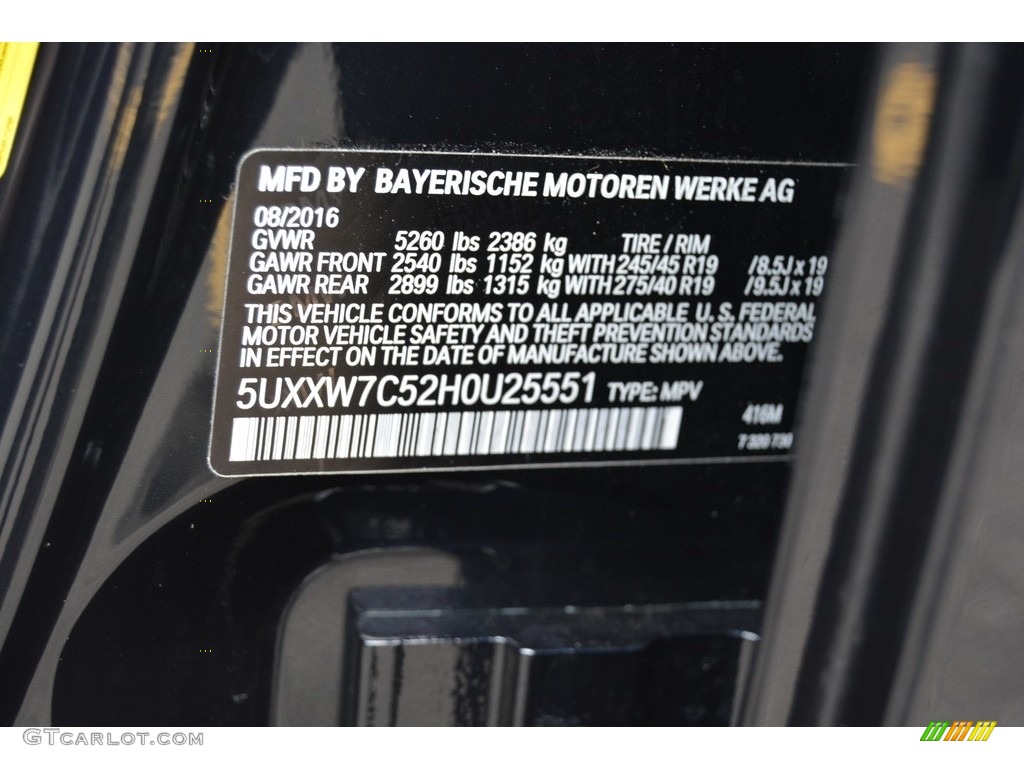 MFD BY BAYERISCHE MOTOREN WERKE AG
08/2016
GVWR 5260 lbs 2386 kg TIRE / RIM
GAWR FRONT 2540 lbs 1152 kg WITH 245/45 R19 /8.5J x 19
GAWR REAR 2899 lbs 1315 kg WITH 275/40 R19 /9.5J x 19
THIS VEHICLE CONFORMS TO ALL APPLICABLE U. S. FEDERAL
MOTOR VEHICLE SAFETY AND THEFT PREVENTION STANDARDS
IN EFFECT ON THE DATE OF MANUFACTURE SHOWN ABOVE.
5UXXW7C52H0U25551 TYPE: MPV
416M
GTCarLot.com